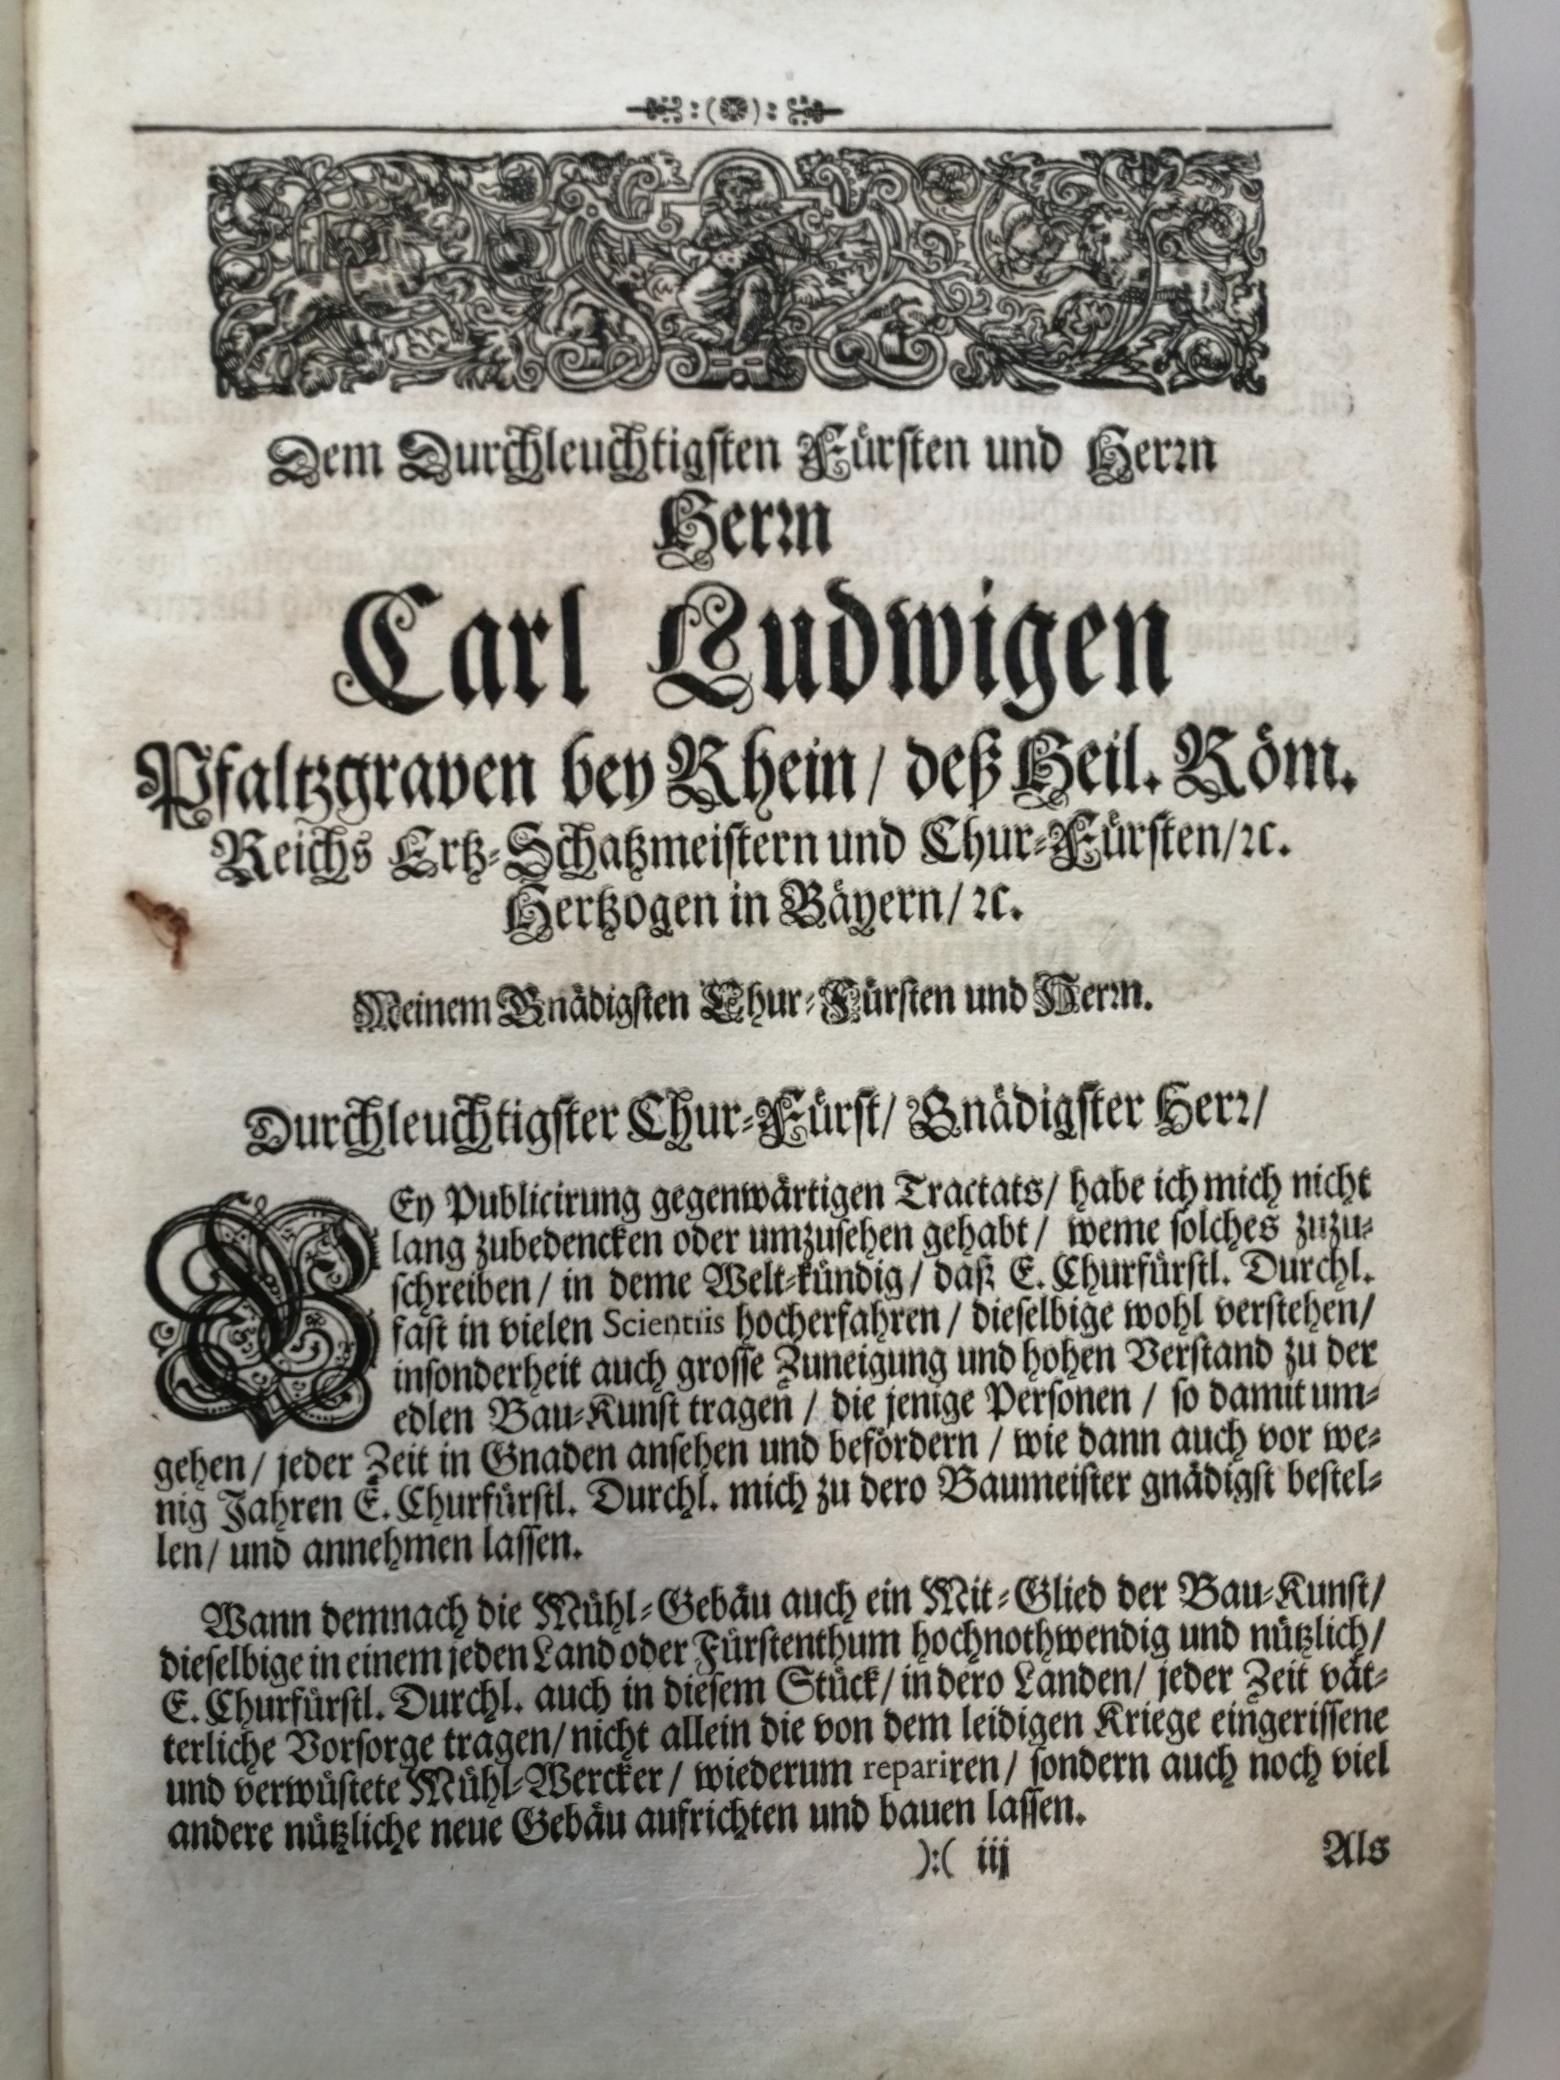 Dem Durchleuchtigsten Fürsten und Herꝛn
Herꝛn
Carl Ludwigen
Pfaltzgraven bey Rhein/ deß Heil. Röm.
Reichs Ertz-Schatzmeistern und Chur-Fürsten/ꝛc.
Hertzogen in Bäyern/ꝛc.
Meinem Gnädigsten Chur-Fürsten und Herꝛn.
Durchleuchtigster Chur-Fürst/ Gnädigster Herꝛ/
BEy Publicirung gegenwärtigen Tractats/ habe ich mich nicht
lang zubedencken oder umzusehen gehabt/ weme solches zuzu-
schreiben/ in deme Welt-kündig/ daß E. Churfürstl. Durchl.
fast in vielen Scientiis hocherfahren/ dieselbige wohl verstehen/
insonderheit auch grosse Zuneigung und hohen Verstand zu der
edlen Bau-Kunst tragen/ die jenige Personen/ so damit um-
gehen/ jeder Zeit in Gnaden ansehen und befördern/ wie dann auch vor we-
nig Jahren E. Churfürstl. Durchl. mich zu dero Baumeister gnädigst bestel-
len/ und annehmen lassen.
Wann demnach die Mühl-Gebäu auch ein Mit-Glied der Bau-Kunst/
dieselbige in einem jeden Land oder Fürstenthum hochnothwendig und nützlich/
E. Churfürstl. Durchl. auch in diesem Stück/ in dero Landen/ jeder Zeit vät-
terliche Vorsorge tragen/ nicht allein die von dem leidigen Kriege eingerissene
und verwüstete Mühl-Wercker/ wiederum repariren/ sondern auch noch viel
andere nützliche neue Gebäu aufrichten und bauen lassen.
):( iij
Als